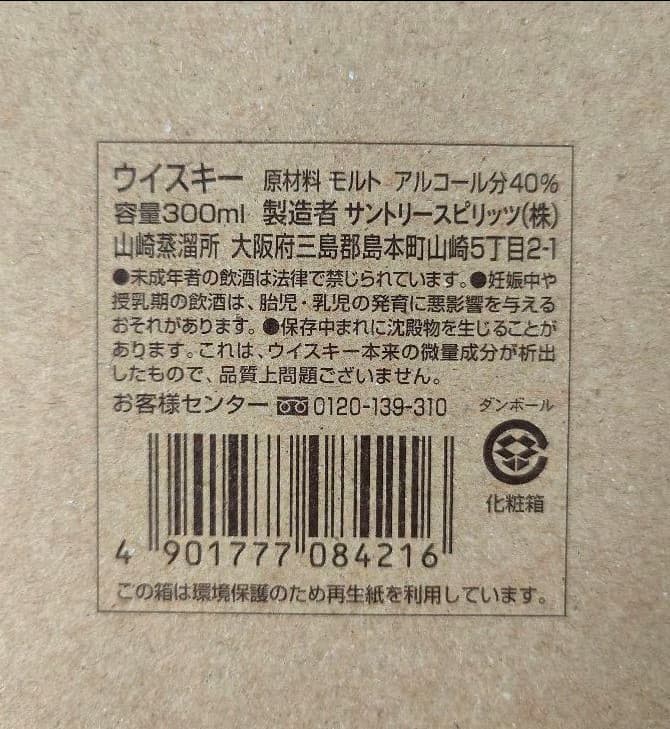 ウイスキー 原材料 モルト アルコール分40%
容量300ml 製造者 サントリースピリッツ(株)
山崎蒸溜所 大阪府三島郡島本町山崎5丁目2-1
●未成年者の飲酒は法律で禁じられています。●妊娠中や
授乳期の飲酒は、胎児・乳児の発育に悪影響を与える
おそれがあります。●保存中まれに沈殿物を生じることが
あります。これは、ウイスキー本来の微量成分が析出
したもので、品質上問題ございません。
お客様センター 0120-139-310
ダンボール
化粧箱
4 901777 084216
この箱は環境保護のため再生紙を利用しています。